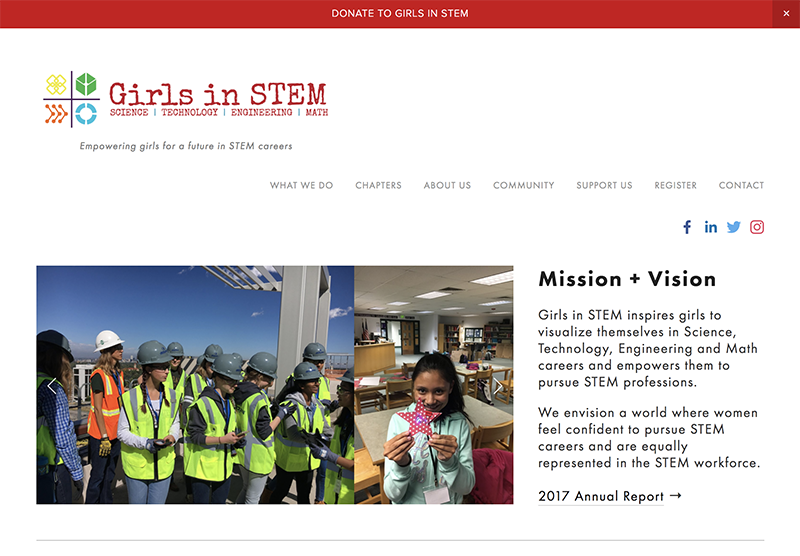 DONATE TO GIRLS IN STEM
Girls in STEM
SCIENCE | TECHNOLOGY | ENGINEERING | MATH
Empowering girls for a future in STEM careers
WHAT WE DO CHAPTERS ABOUT US COMMUNITY SUPPORT US REGISTER CONTACT
Mission + Vision
Girls in STEM inspires girls to
visualize themselves in Science,
Technology, Engineering and Math
careers and empowers them to
pursue STEM professions.
We envision a world where women
feel confident to pursue STEM
careers and are equally
represented in the STEM workforce.
2017 Annual Report →